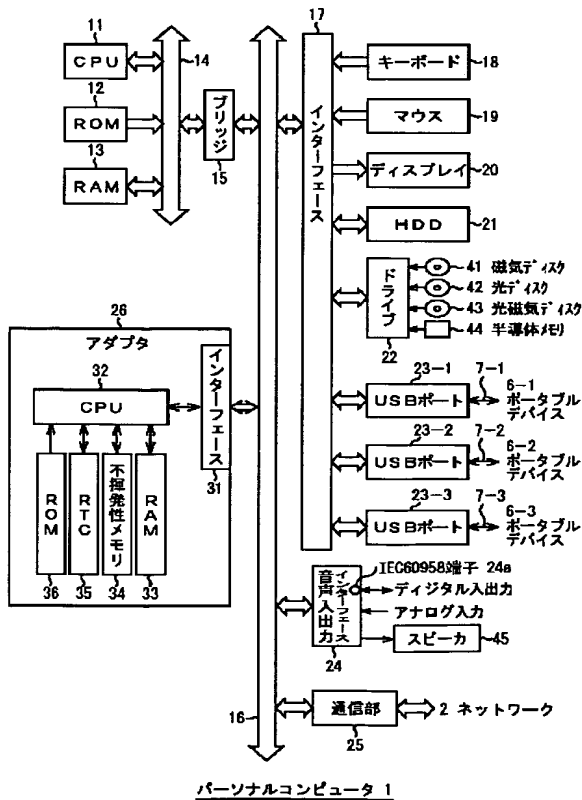 11
CPU
12
ROM
13
RAM
14
ブリッジ
15
17
インターフェース
キーボード 18
マウス 19
ディスプレイ 20
HDD 21
ドライブ
22
41 磁気ディスク
42 光ディスク
43 光磁気ディスク
44 半導体メモリ
23-1
USBポート
7-1
6-1
ポータブル
デバイス
23-2
USBポート
7-2
6-2
ポータブル
デバイス
23-3
USBポート
7-3
6-3
ポータブル
デバイス
26
アダプタ
32
CPU
インターフェース
31
ROM
36
RTC
35
不揮発性メモリ
34
RAM
33
音声入出力
インターフェース
24
IEC60958端子 24a
ディジタル入出力
アナログ入力
スピーカ 45
16
通信部
25
2 ネットワーク
パーソナルコンピュータ 1